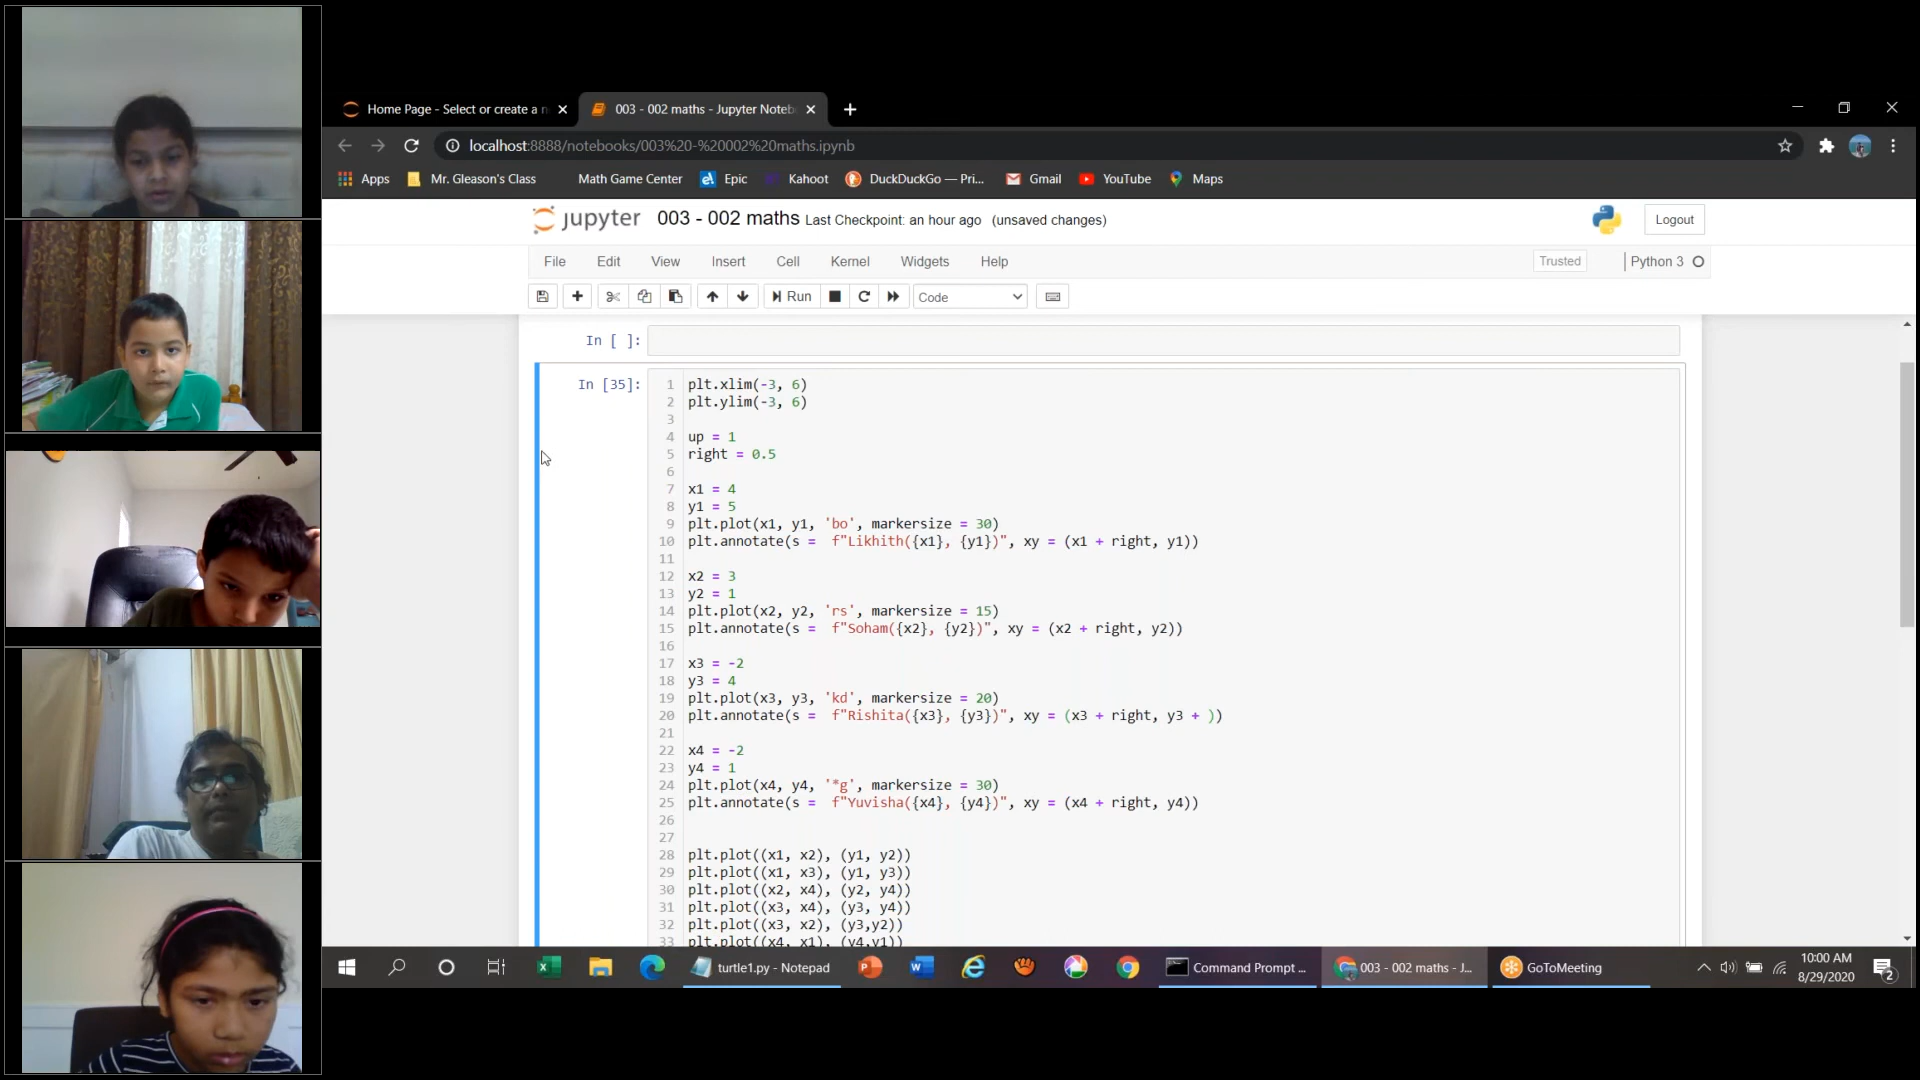 Home Page - Select or create a n
003 - 002 maths - Jupyter Noteb
localhost:8888/notebooks/003%20-%20002%20maths.ipynb
Apps Mr. Gleason's Class Math Game Center Epic Kahoot DuckDuckGo — Pri... Gmail YouTube Maps
jupyter 003 - 002 maths Last Checkpoint: an hour ago (unsaved changes) Logout
File Edit View Insert Cell Kernel Widgets Help Trusted Python 3
Run Code
In [ ]:
In [35]:
1 plt.xlim(-3, 6)
2 plt.ylim(-3, 6)
3
4 up = 1
5 right = 0.5
6
7 x1 = 4
8 y1 = 5
9 plt.plot(x1, y1, 'bo', markersize = 30)
10 plt.annotate(s =  f"Likhith({x1}, {y1})", xy = (x1 + right, y1))
11
12 x2 = 3
13 y2 = 1
14 plt.plot(x2, y2, 'rs', markersize = 15)
15 plt.annotate(s =  f"Soham({x2}, {y2})", xy = (x2 + right, y2))
16
17 x3 = -2
18 y3 = 4
19 plt.plot(x3, y3, 'kd', markersize = 20)
20 plt.annotate(s =  f"Rishita({x3}, {y3})", xy = (x3 + right, y3 + ))
21
22 x4 = -2
23 y4 = 1
24 plt.plot(x4, y4, '*g', markersize = 30)
25 plt.annotate(s =  f"Yuvisha({x4}, {y4})", xy = (x4 + right, y4))
26
27
28 plt.plot((x1, x2), (y1, y2))
29 plt.plot((x1, x3), (y1, y3))
30 plt.plot((x2, x4), (y2, y4))
31 plt.plot((x3, x4), (y3, y4))
32 plt.plot((x3, x2), (y3,y2))
33 plt.plot((x4, x1), (y4,y1))
turtle1.py - Notepad Command Prompt ... 003 - 002 maths - J... GoToMeeting
10:00 AM
8/29/2020
2